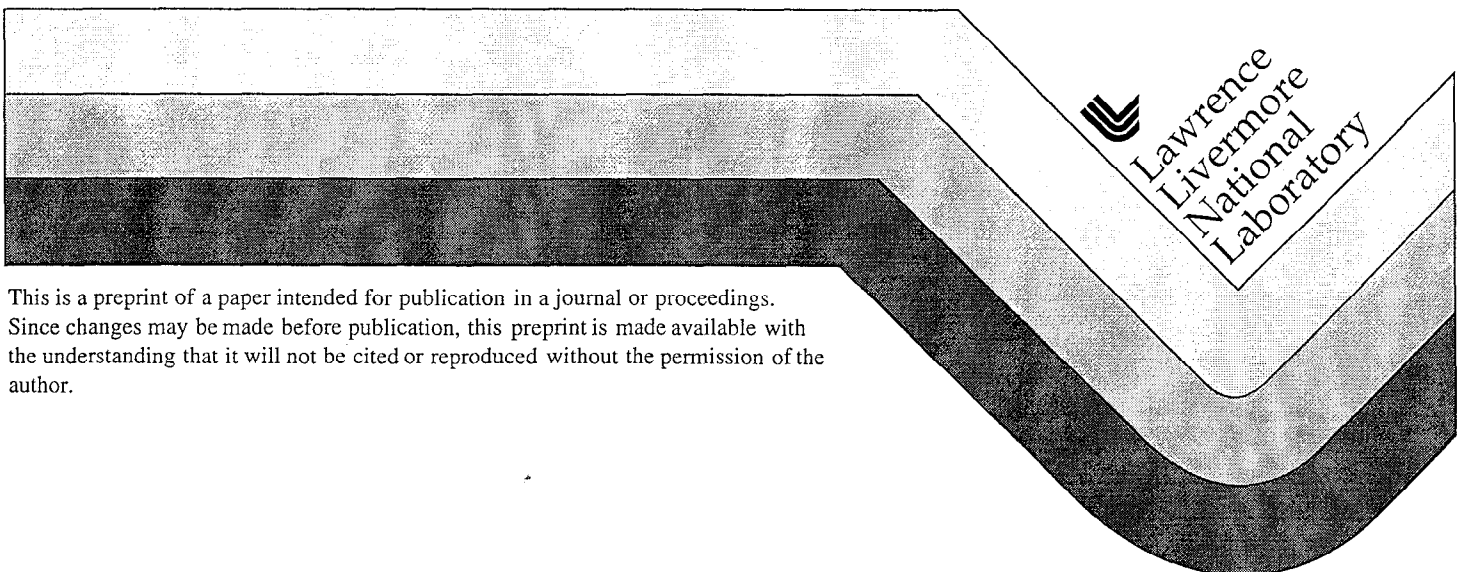 Lawrence
Livermore
National
Laboratory
This is a preprint of a paper intended for publication in a journal or proceedings.
Since changes may be made before publication, this preprint is made available with
the understanding that it will not be cited or reproduced without the permission of the
author.